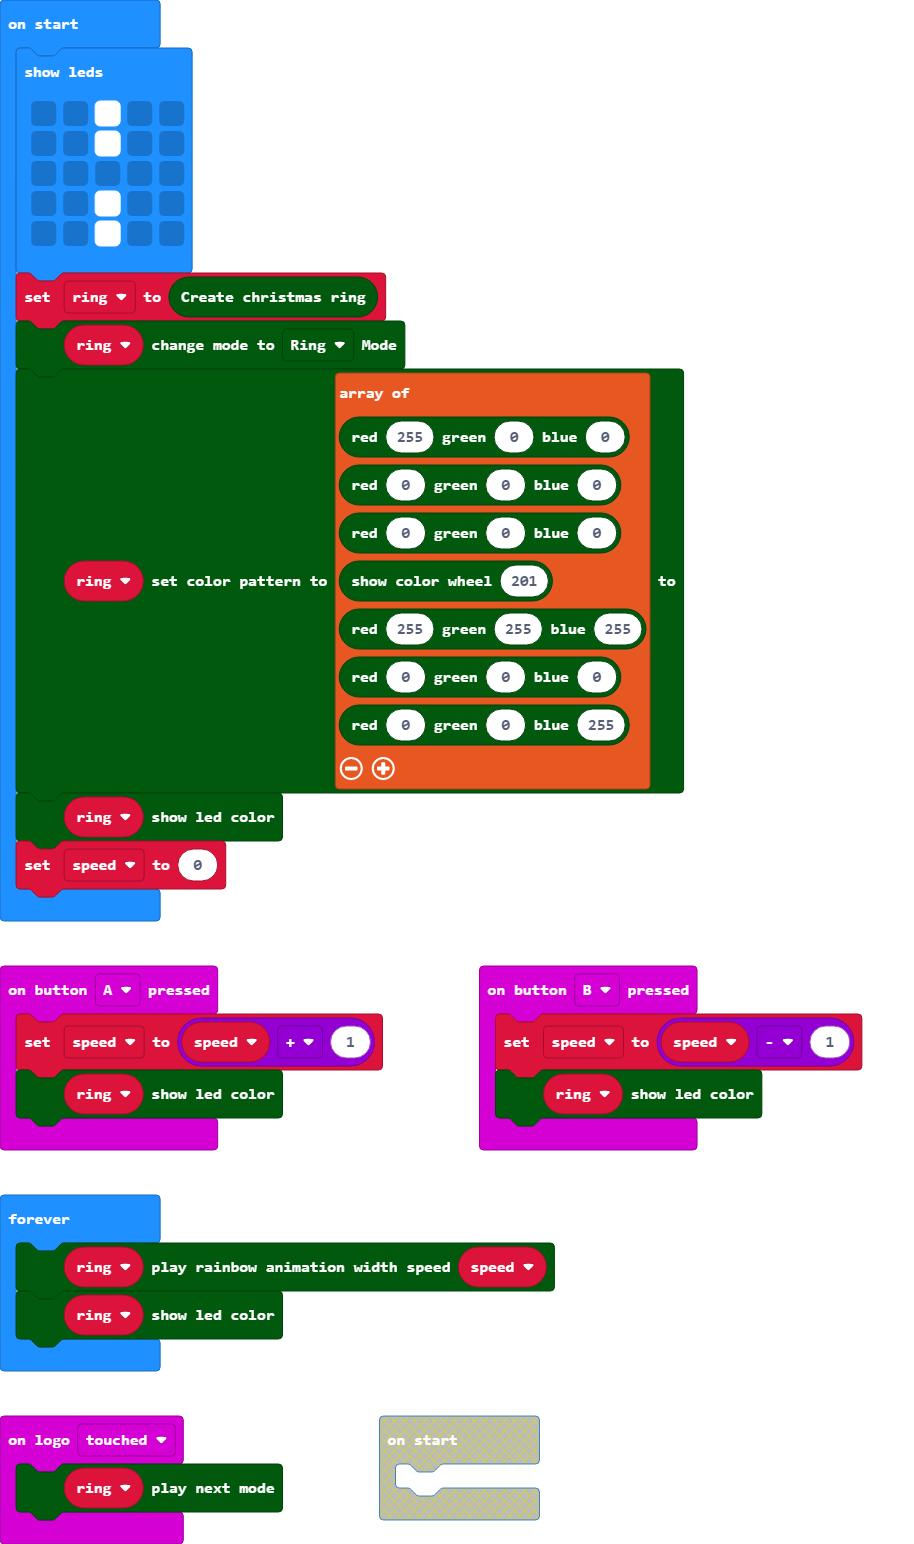 on start
show leds
set ring to Create christmas ring
ring change mode to Ring Mode
array of
red 255 green 0 blue 0
red 0 green 0 blue 0
red 0 green 0 blue 0
ring set color pattern to show color wheel 201 to
red 255 green 255 blue 255
red 0 green 0 blue 0
red 0 green 0 blue 255
ring show led color
set speed to 0
on button A pressed
set speed to speed + 1
ring show led color
on button B pressed
set speed to speed - 1
ring show led color
forever
ring play rainbow animation width speed speed
ring show led color
on logo touched
ring play next mode
on start